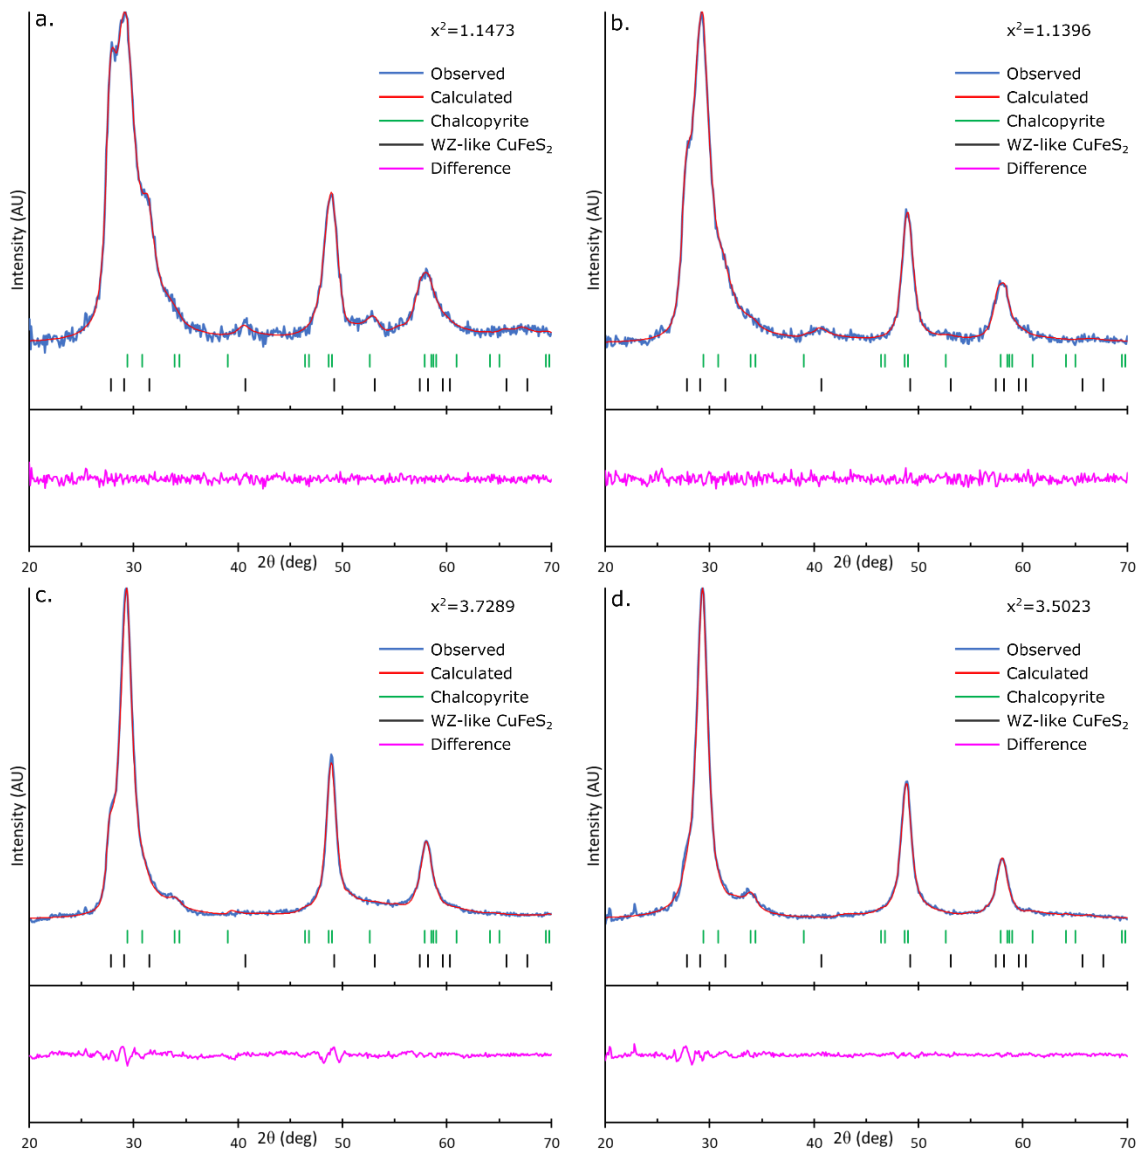 a.
x²=1.1473
Observed
Calculated
Chalcopyrite
WZ-like CuFeS₂
Difference
Intensity (AU)
20 30 40 50 60 70
2θ (deg)
b.
x²=1.1396
Observed
Calculated
Chalcopyrite
WZ-like CuFeS₂
Difference
Intensity (AU)
20 30 40 50 60 70
2θ (deg)
c.
x²=3.7289
Observed
Calculated
Chalcopyrite
WZ-like CuFeS₂
Difference
Intensity (AU)
20 30 40 50 60 70
2θ (deg)
d.
x²=3.5023
Observed
Calculated
Chalcopyrite
WZ-like CuFeS₂
Difference
Intensity (AU)
20 30 40 50 60 70
2θ (deg)